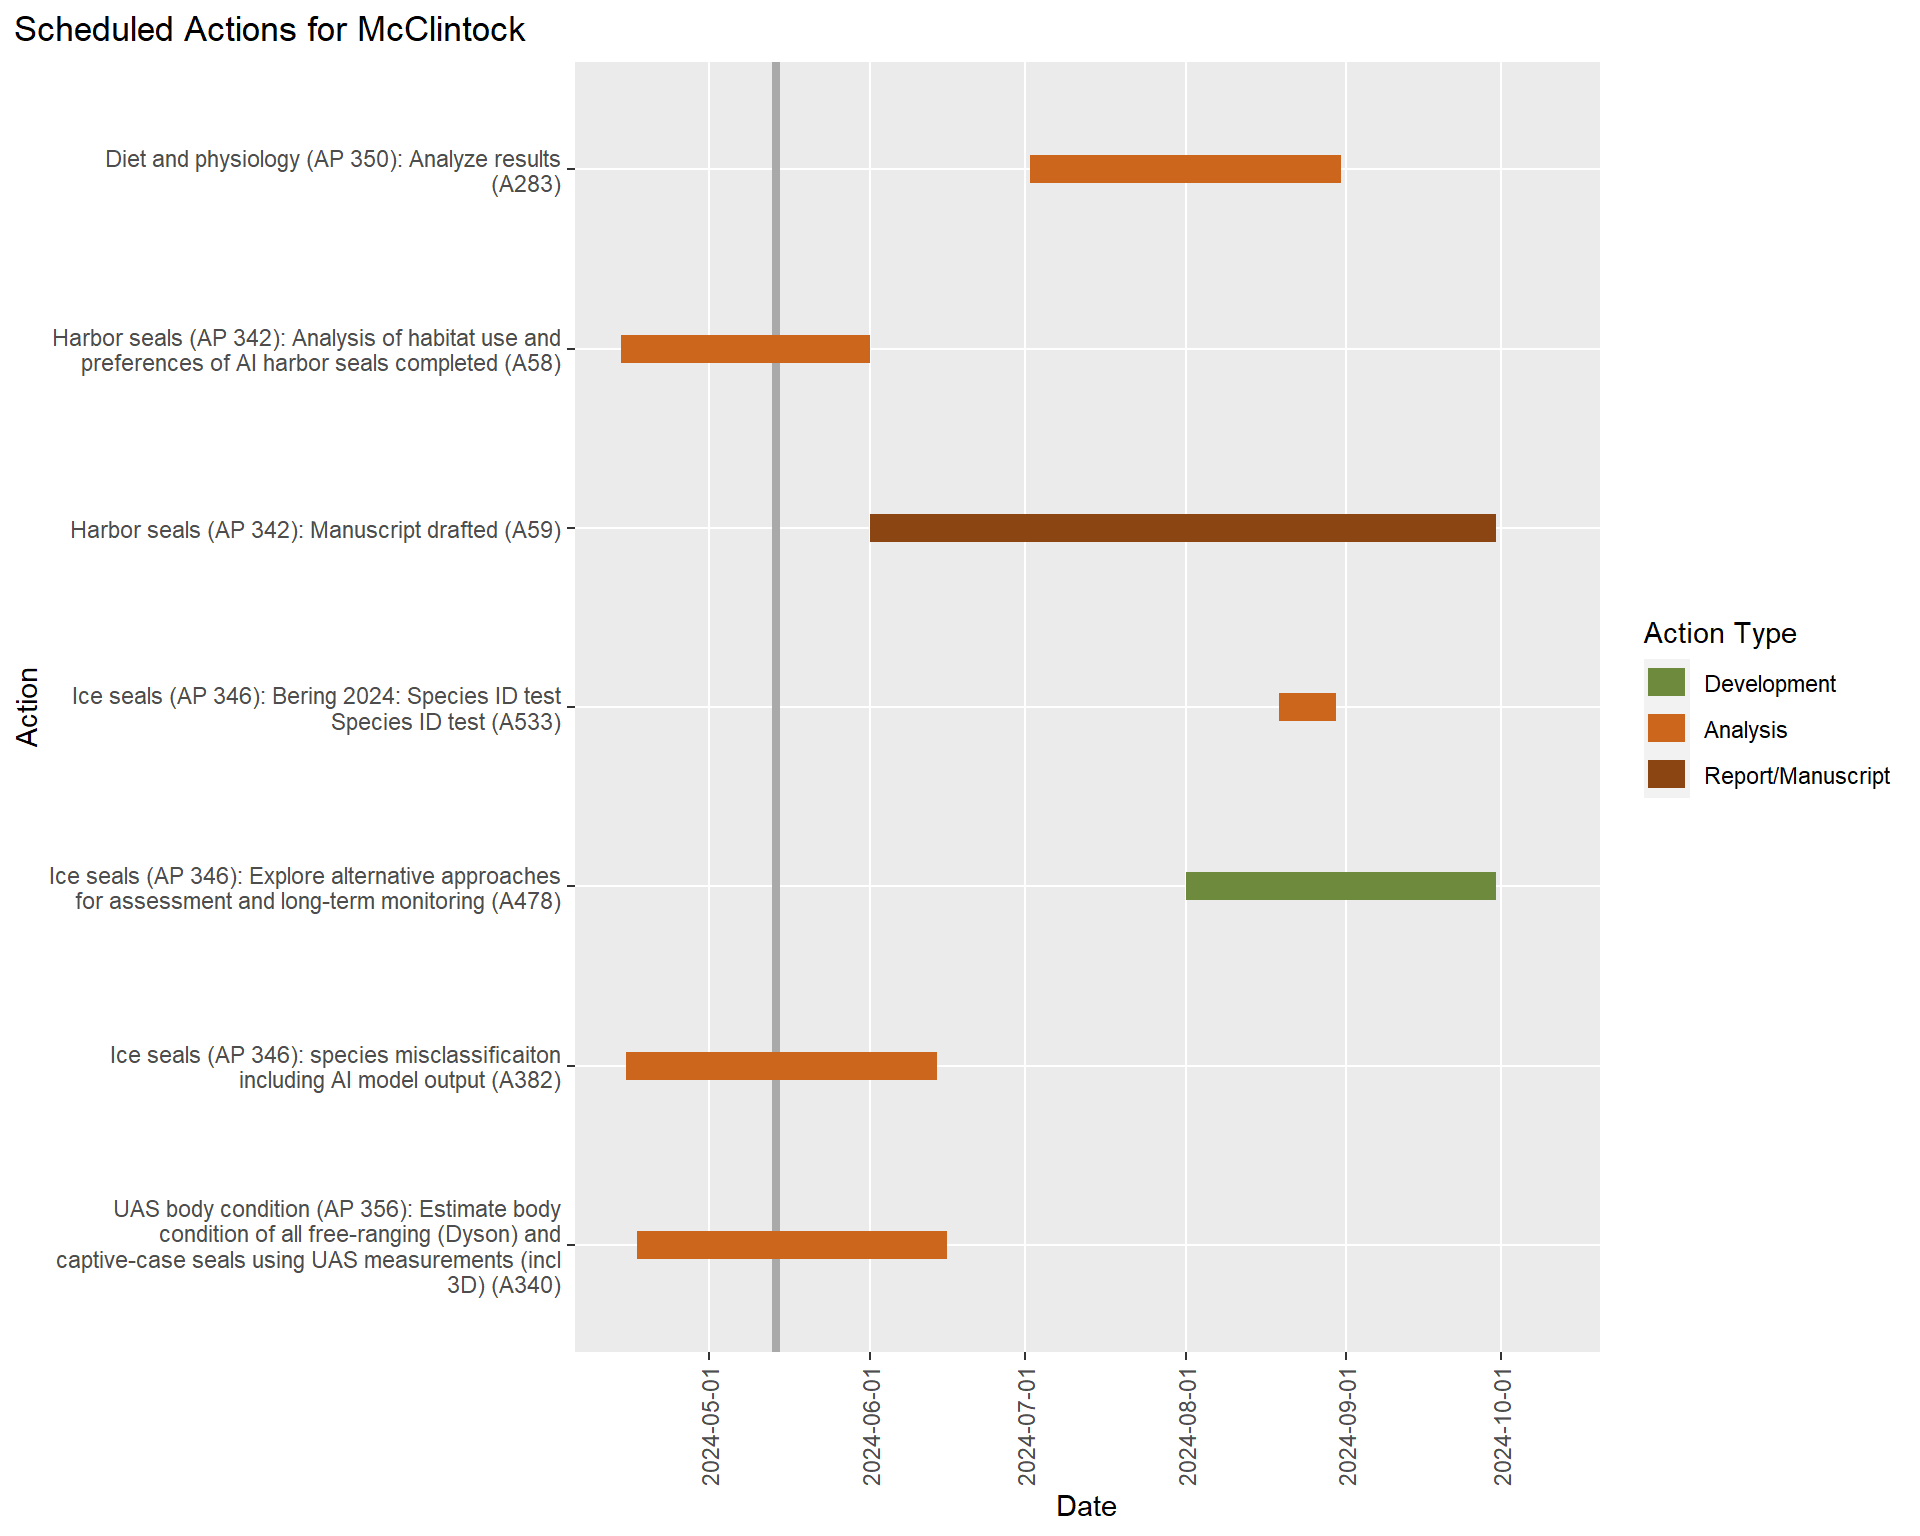 Scheduled Actions for McClintock
Diet and physiology (AP 350): Analyze results
(A283)
Harbor seals (AP 342): Analysis of habitat use and
preferences of AI harbor seals completed (A58)
Harbor seals (AP 342): Manuscript drafted (A59)
Ice seals (AP 346): Bering 2024: Species ID test
Species ID test (A533)
Ice seals (AP 346): Explore alternative approaches
for assessment and long-term monitoring (A478)
Ice seals (AP 346): species misclassificaiton
including AI model output (A382)
UAS body condition (AP 356): Estimate body
condition of all free-ranging (Dyson) and
captive-case seals using UAS measurements (incl
3D) (A340)
Action
2024-05-01
2024-06-01
2024-07-01
2024-08-01
2024-09-01
2024-10-01
Date
Action Type
Development
Analysis
Report/Manuscript